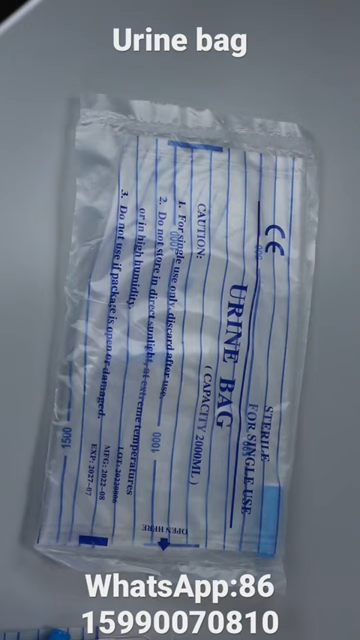 Urine bag
CE
STERILE
FOR SINGLE USE
URINE BAG
( CAPACITY 2000ML )
CAUTION:
1. For single use only, discard after use.
2. Do not store in direct sunlight, at extreme temperatures
or in high humidity.
3. Do not use if package is open or damaged.
LOT: 20220806
MFG: 2022-08
EXP: 2027-07
OPEN HERE
1000
1500
WhatsApp:86
15990070810